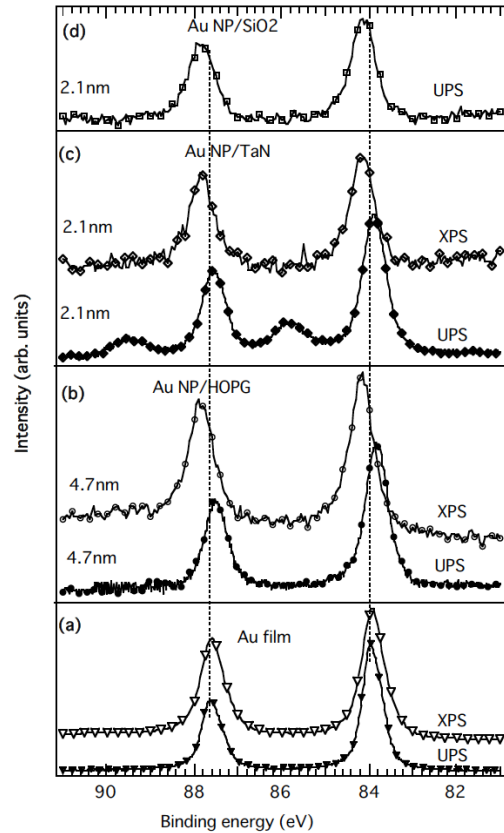 (d)
Au NP/SiO2
2.1nm
UPS
(c)
Au NP/TaN
2.1nm
XPS
2.1nm
UPS
(b)
Au NP/HOPG
4.7nm
XPS
4.7nm
UPS
(a)
Au film
XPS
UPS
90 88 86 84 82
Binding energy (eV)
Intensity (arb. units)